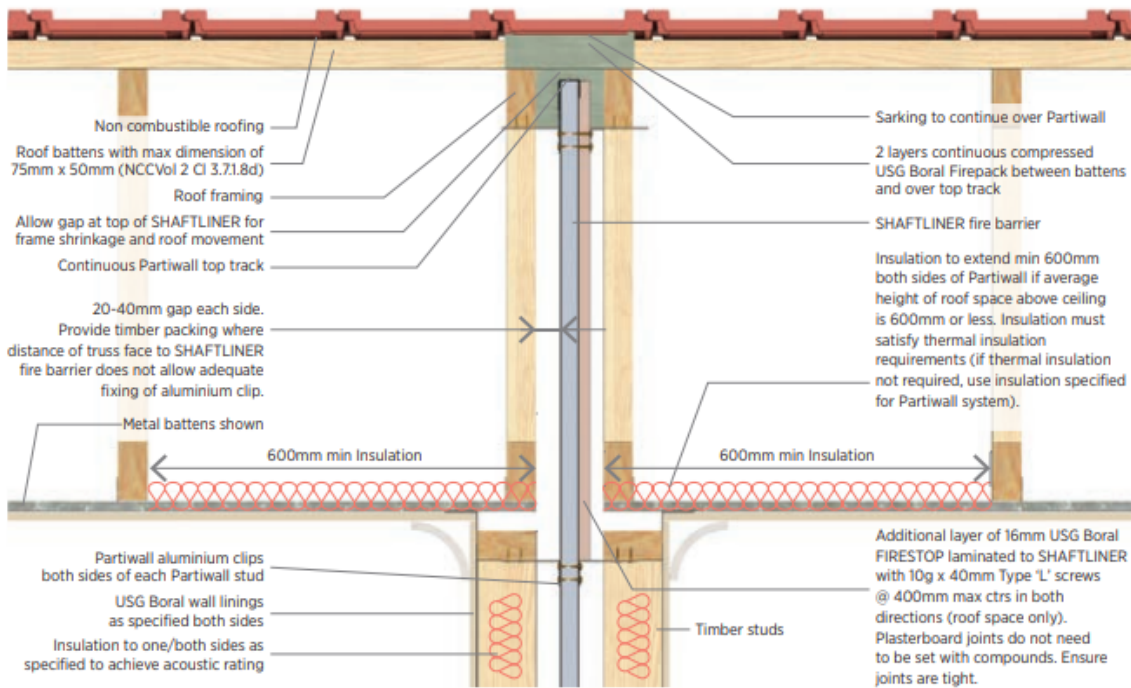 Non combustible roofing
Roof battens with max dimension of
75mm x 50mm (NCCVol 2 Cl 3.7.1.8d)
Roof framing
Allow gap at top of SHAFTLINER for
frame shrinkage and roof movement
Continuous Partiwall top track
20-40mm gap each side.
Provide timber packing where
distance of truss face to SHAFTLINER
fire barrier does not allow adequate
fixing of aluminium clip.
Metal battens shown
600mm min Insulation
Partiwall aluminium clips
both sides of each Partiwall stud
USG Boral wall linings
as specified both sides
Insulation to one/both sides as
specified to achieve acoustic rating
Sarking to continue over Partiwall
2 layers continuous compressed
USG Boral Firepack between battens
and over top track
SHAFTLINER fire barrier
Insulation to extend min 600mm
both sides of Partiwall if average
height of roof space above ceiling
is 600mm or less. Insulation must
satisfy thermal insulation
requirements (if thermal insulation
not required, use insulation specified
for Partiwall system).
600mm min Insulation
Additional layer of 16mm USG Boral
FIRESTOP laminated to SHAFTLINER
with 10g x 40mm Type 'L' screws
@ 400mm max ctrs in both
directions (roof space only).
Plasterboard joints do not need
to be set with compounds. Ensure
joints are tight.
Timber studs